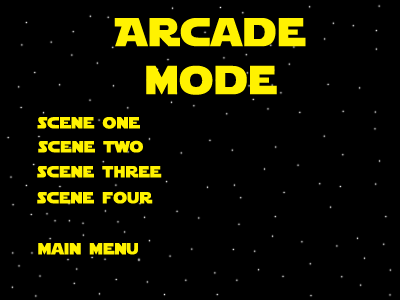 ARCADE
MODE
SCENE ONE
SCENE TWO
SCENE THREE
SCENE FOUR
MAIN MENU